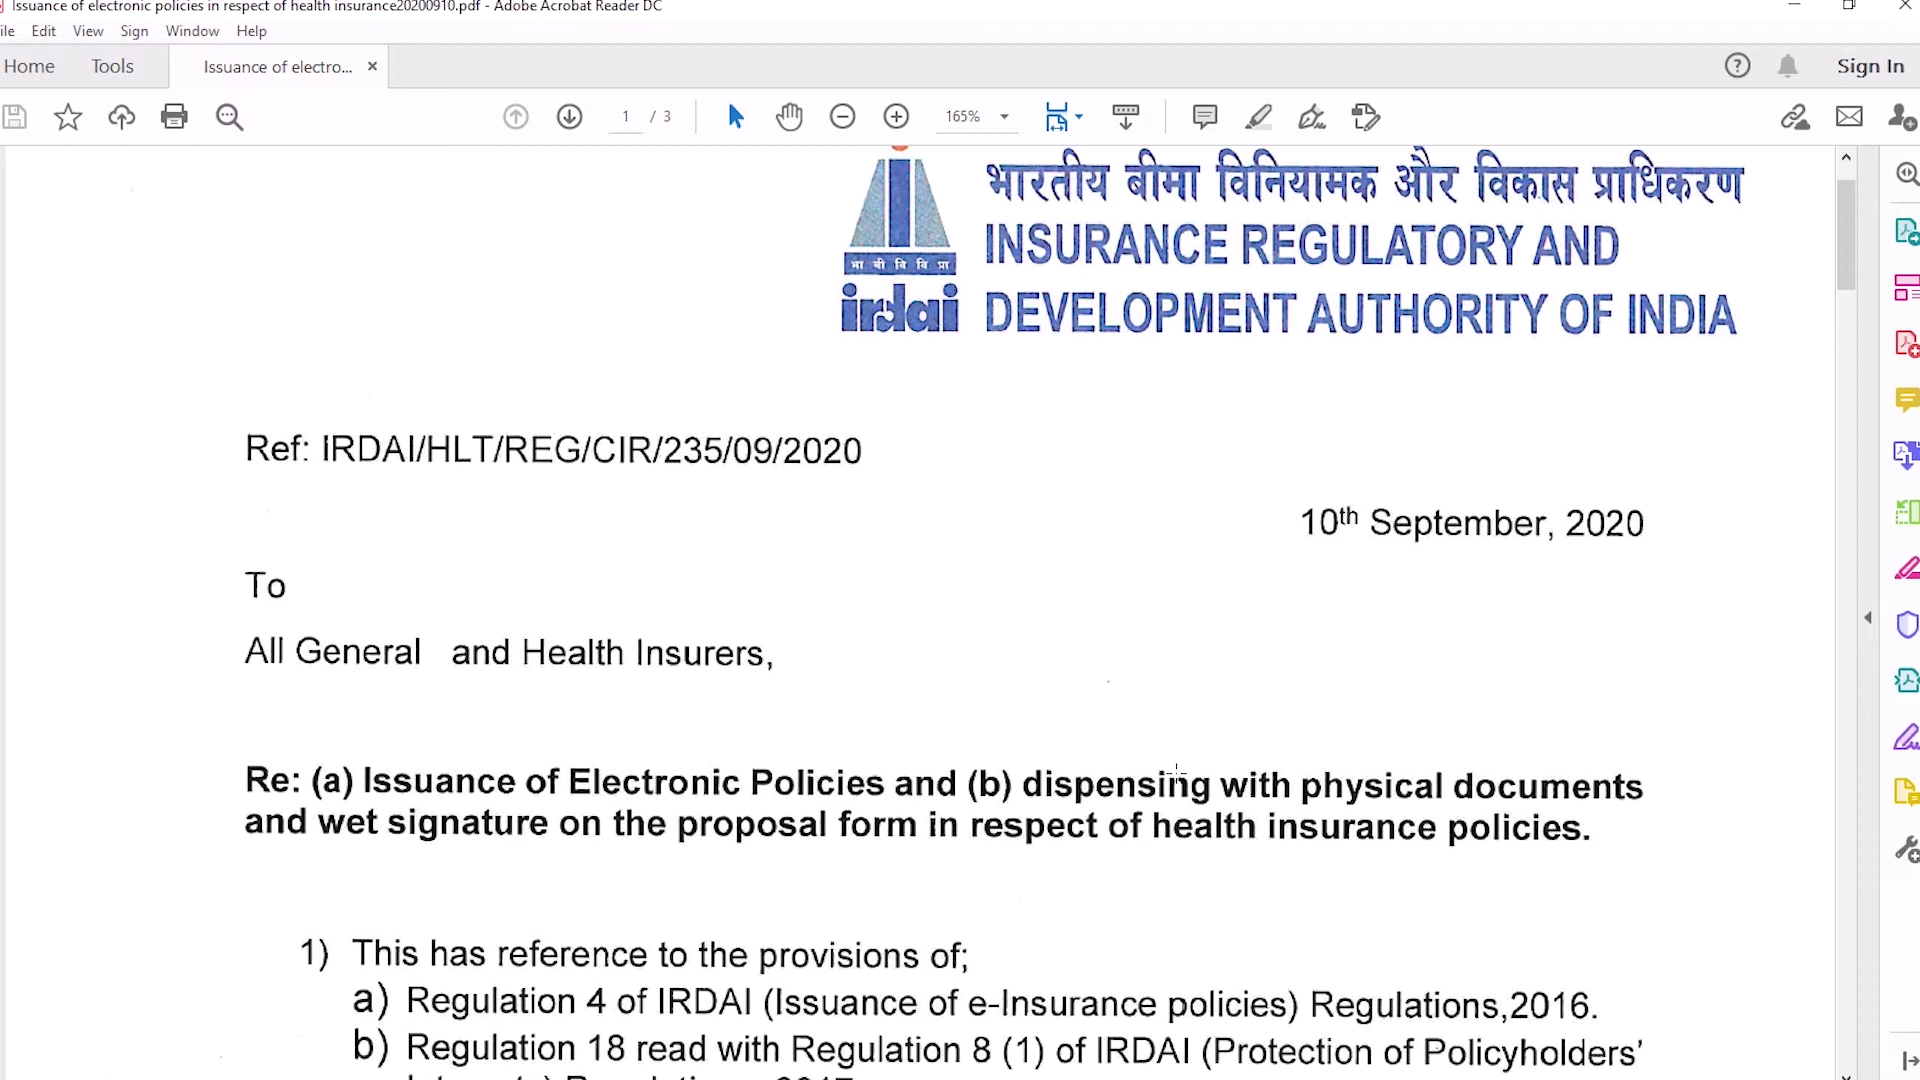 Issuance of electronic policies in respect of health insurance20200910.pdf - Adobe Acrobat Reader DC
ile Edit View Sign Window Help
Home Tools Issuance of electro... × Sign In
1 / 3 165%
भारतीय बीमा विनियामक और विकास प्राधिकरण
INSURANCE REGULATORY AND
भा बी वि वि प्रा
irdai DEVELOPMENT AUTHORITY OF INDIA
Ref: IRDAI/HLT/REG/CIR/235/09/2020
10th September, 2020
To
All General and Health Insurers,
Re: (a) Issuance of Electronic Policies and (b) dispensing with physical documents
and wet signature on the proposal form in respect of health insurance policies.
1) This has reference to the provisions of;
a) Regulation 4 of IRDAI (Issuance of e-Insurance policies) Regulations,2016.
b) Regulation 18 read with Regulation 8 (1) of IRDAI (Protection of Policyholders'